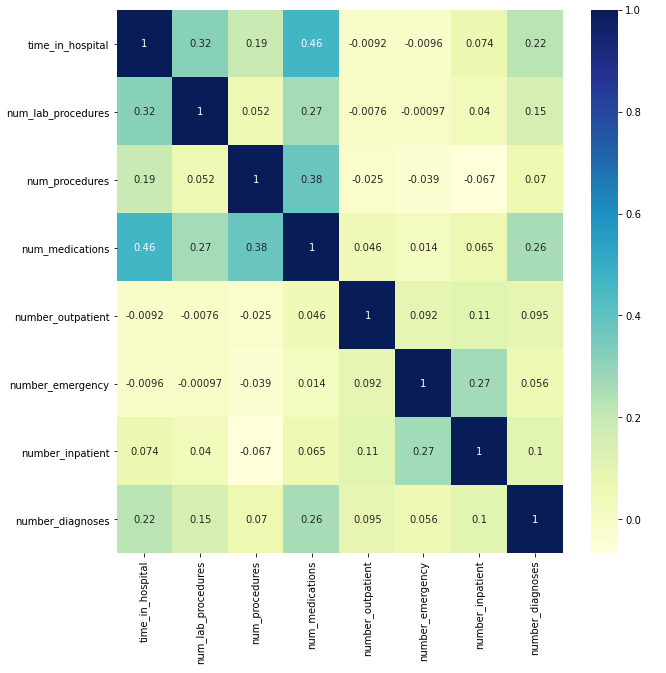 time_in_hospital 1 0.32 0.19 0.46 -0.0092 -0.0096 0.074 0.22
num_lab_procedures 0.32 1 0.052 0.27 -0.0076 -0.00097 0.04 0.15
num_procedures 0.19 0.052 1 0.38 -0.025 -0.039 -0.067 0.07
num_medications 0.46 0.27 0.38 1 0.046 0.014 0.065 0.26
number_outpatient -0.0092 -0.0076 -0.025 0.046 1 0.092 0.11 0.095
number_emergency -0.0096 -0.00097 -0.039 0.014 0.092 1 0.27 0.056
number_inpatient 0.074 0.04 -0.067 0.065 0.11 0.27 1 0.1
number_diagnoses 0.22 0.15 0.07 0.26 0.095 0.056 0.1 1
time_in_hospital
num_lab_procedures
num_procedures
num_medications
number_outpatient
number_emergency
number_inpatient
number_diagnoses
1.0
0.8
0.6
0.4
0.2
0.0